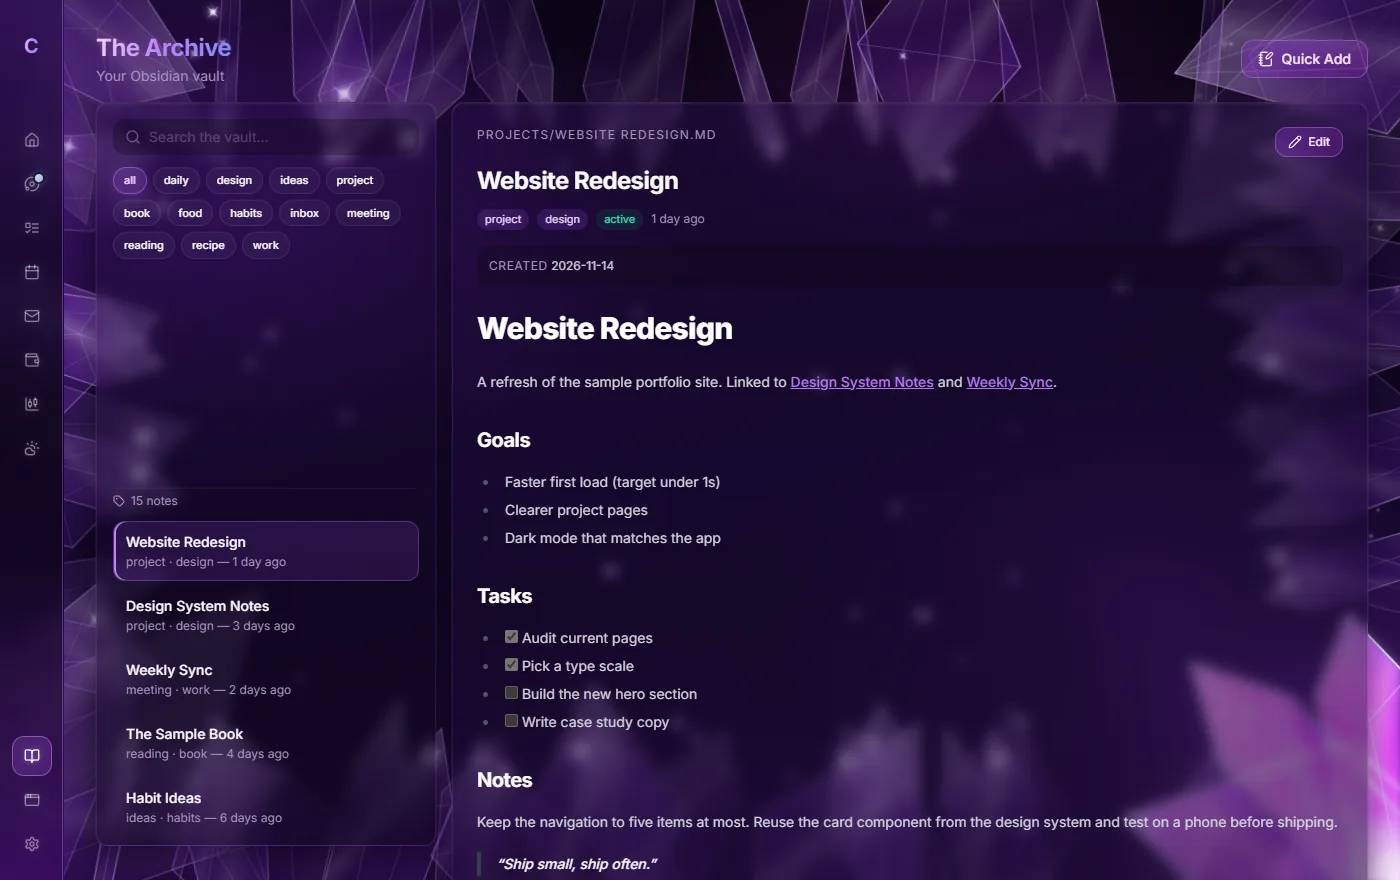 C
The Archive
Your Obsidian vault
Quick Add
Search the vault...
all daily design ideas project
book food habits inbox meeting
reading recipe work
15 notes
Website Redesign
project · design — 1 day ago
Design System Notes
project · design — 3 days ago
Weekly Sync
meeting · work — 2 days ago
The Sample Book
reading · book — 4 days ago
Habit Ideas
ideas · habits — 6 days ago
PROJECTS/WEBSITE REDESIGN.MD
Edit
Website Redesign
project design active 1 day ago
CREATED 2026-11-14
Website Redesign
A refresh of the sample portfolio site. Linked to Design System Notes and Weekly Sync.
Goals
Faster first load (target under 1s)
Clearer project pages
Dark mode that matches the app
Tasks
Audit current pages
Pick a type scale
Build the new hero section
Write case study copy
Notes
Keep the navigation to five items at most. Reuse the card component from the design system and test on a phone before shipping.
“Ship small, ship often.”